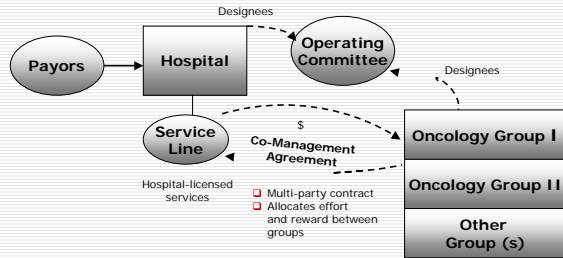 Designees
Payors
Hospital
Operating
Committee
Designees
Service
Line
$
Co-Management
Agreement
Oncology Group I
Oncology Group II
Other
Group (s)
Hospital-licensed
services
Multi-party contract
Allocates effort
and reward between
groups